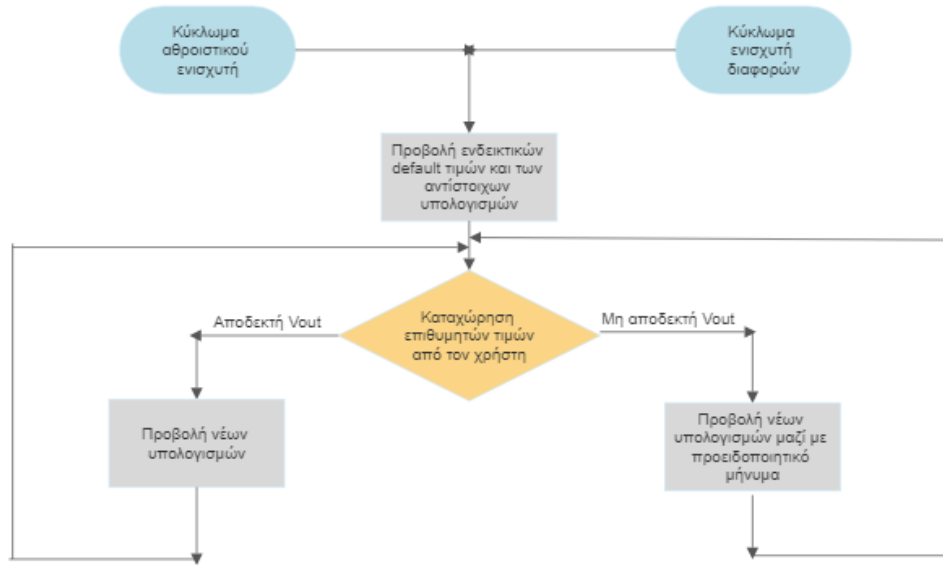 Κύκλωμα
αθροιστικού
ενισχυτή
Κύκλωμα
ενισχυτή
διαφορών
Προβολή ενδεικτικών
default τιμών και των
αντίστοιχων
υπολογισμών
Αποδεκτή Vout
Καταχώρηση
επιθυμητών τιμών
από τον χρήστη
Μη αποδεκτή Vout
Προβολή νέων
υπολογισμών
Προβολή νέων
υπολογισμών μαζί με
προειδοποιητικό
μήνυμα